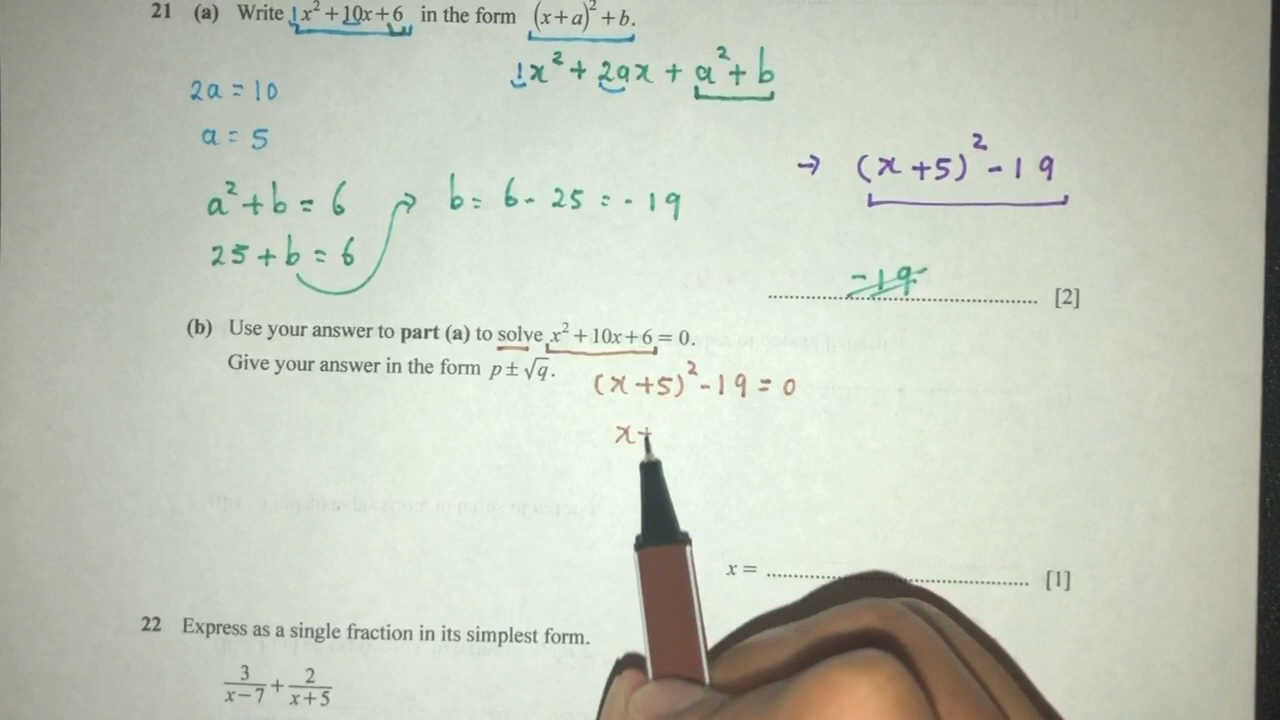 21 (a) Write 1x² + 10x + 6 in the form (x+a)² + b.
1x² + 2ax + a² + b
2a = 10
a = 5
→ (x+5)² - 19
a² + b = 6
b = 6 - 25 = -19
25 + b = 6
-19 [2]
(b) Use your answer to part (a) to solve x² + 10x + 6 = 0.
Give your answer in the form p ± √q.
(x+5)² - 19 = 0
x+
x = [1]
22 Express as a single fraction in its simplest form.
3/(x-7) + 2/(x+5)